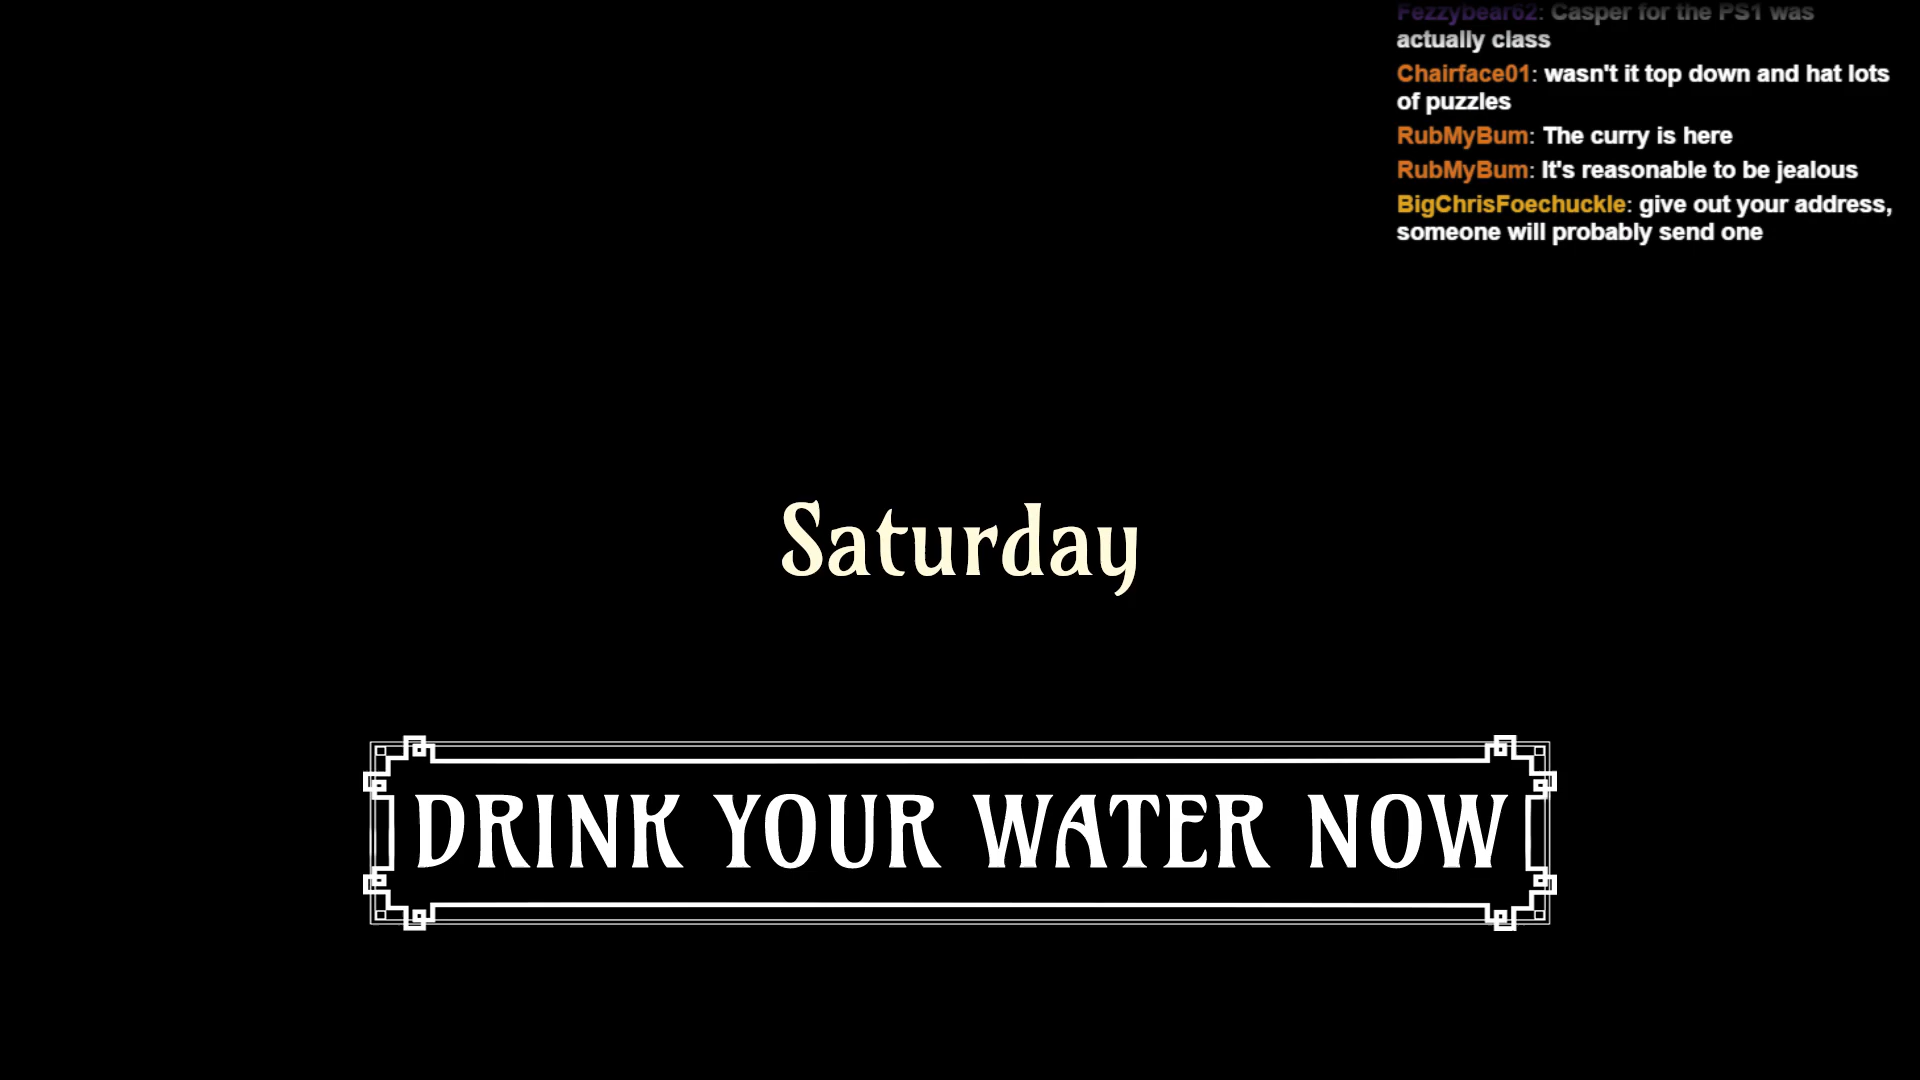 Fezzybear62: Casper for the PS1 was
actually class
Chairface01: wasn't it top down and hat lots
of puzzles
RubMyBum: The curry is here
RubMyBum: It's reasonable to be jealous
BigChrisFoechuckle: give out your address,
someone will probably send one
Saturday
DRINK YOUR WATER NOW